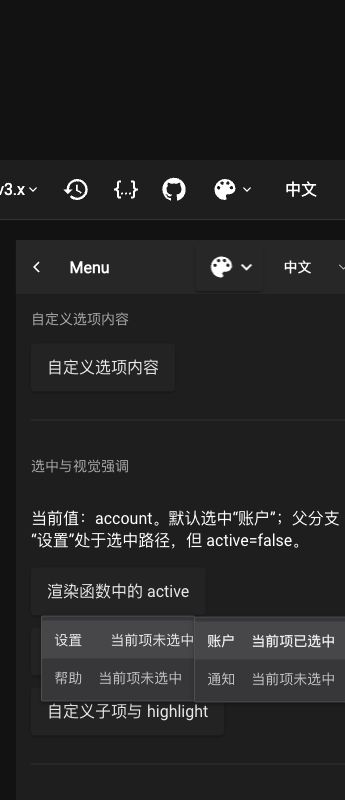 v3.x
{...}
中文
Menu
中文
自定义选项内容
自定义选项内容
选中与视觉强调
当前值：account。默认选中“账户”；父分支
“设置”处于选中路径，但 active=false。
渲染函数中的 active
设置 当前项未选中
账户 当前项已选中
帮助 当前项未选中
通知 当前项未选中
自定义子项与 highlight